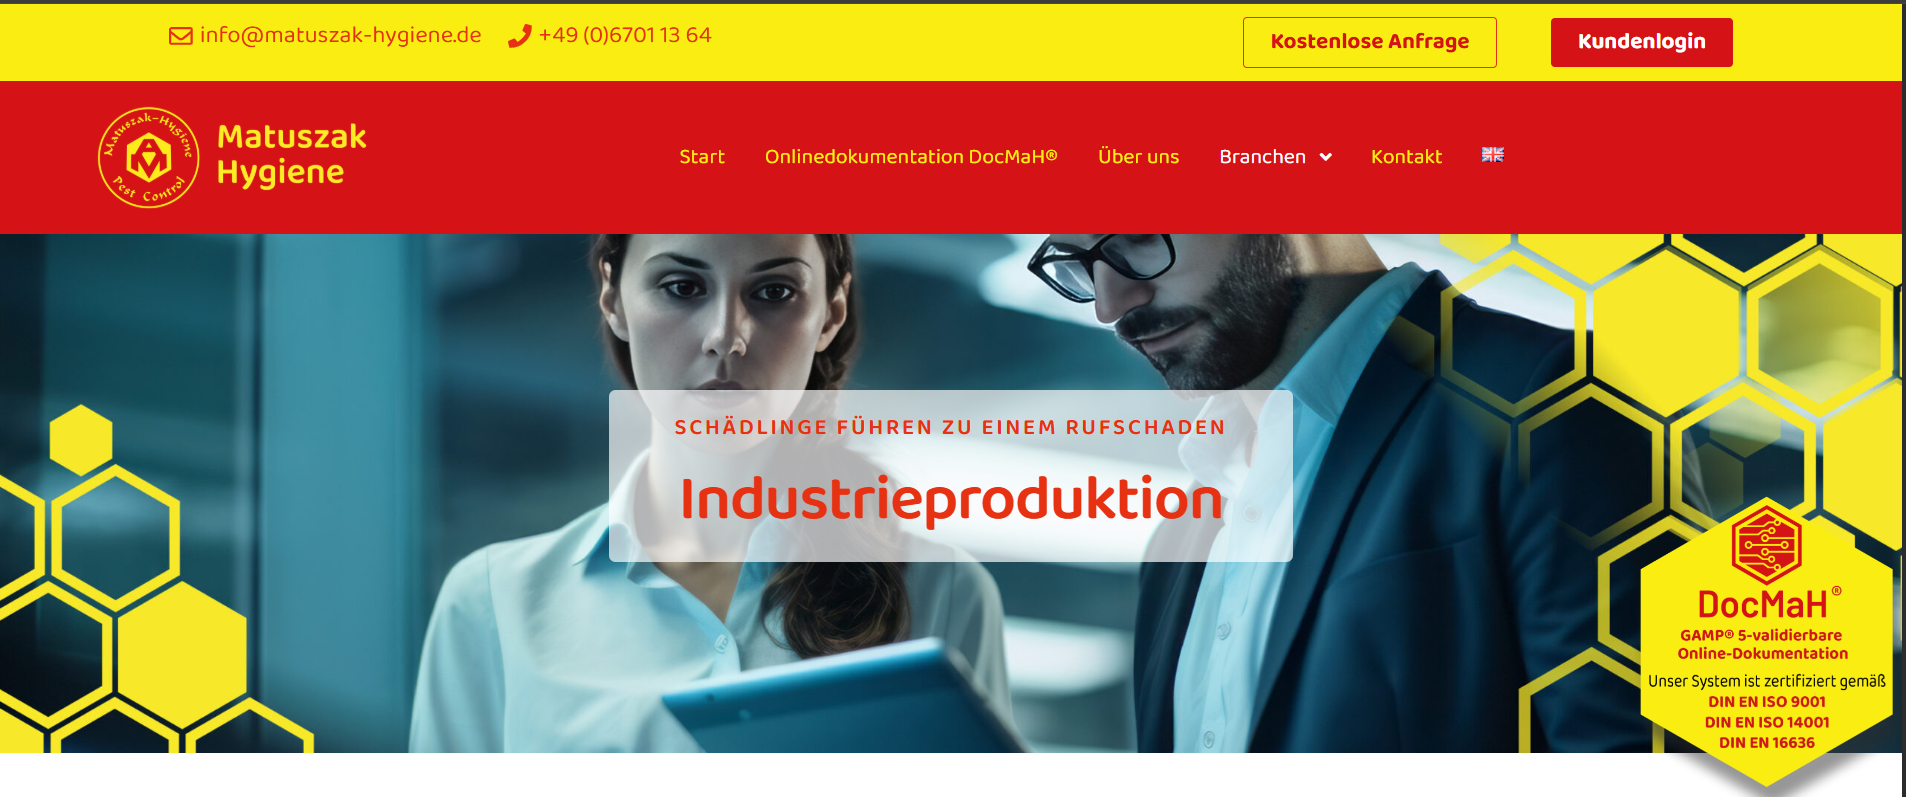 info@matuszak-hygiene.de
+49 (0)6701 13 64
Kostenlose Anfrage
Kundenlogin
Matuszak-Hygiene
Pest Control
Matuszak
Hygiene
Start
Onlinedokumentation DocMaH®
Über uns
Branchen
Kontakt
SCHÄDLINGE FÜHREN ZU EINEM RUFSCHADEN
Industrieproduktion
DocMaH®
GAMP® 5-validierbare
Online-Dokumentation
Unser System ist zertifiziert gemäß
DIN EN ISO 9001
DIN EN ISO 14001
DIN EN 16636